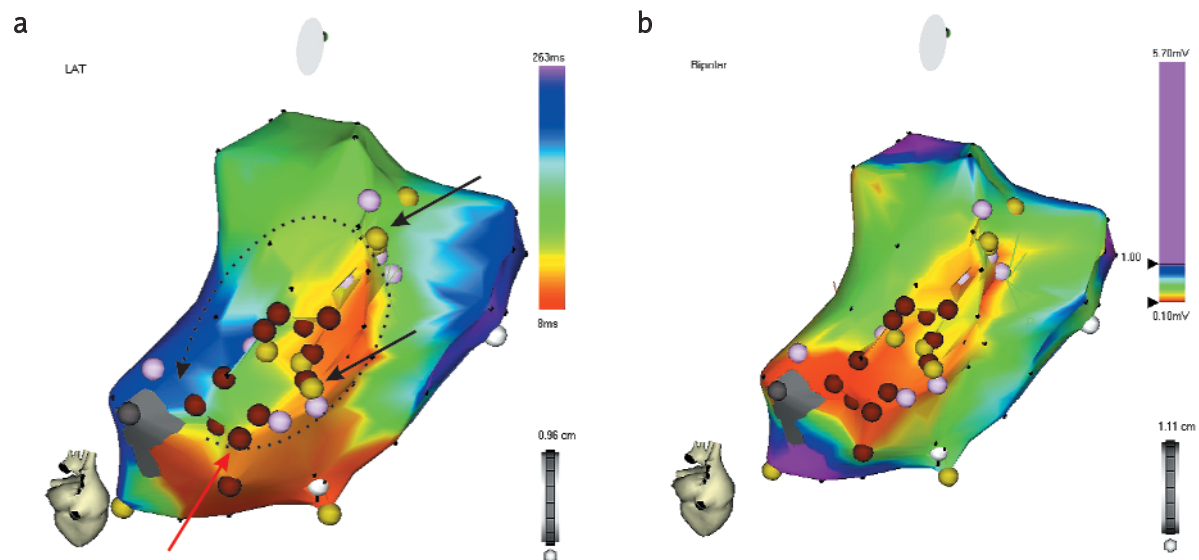 a
LAT
263ms
8ms
0.96 cm
b
Bipolar
5.70mV
1.00
0.10mV
1.11 cm